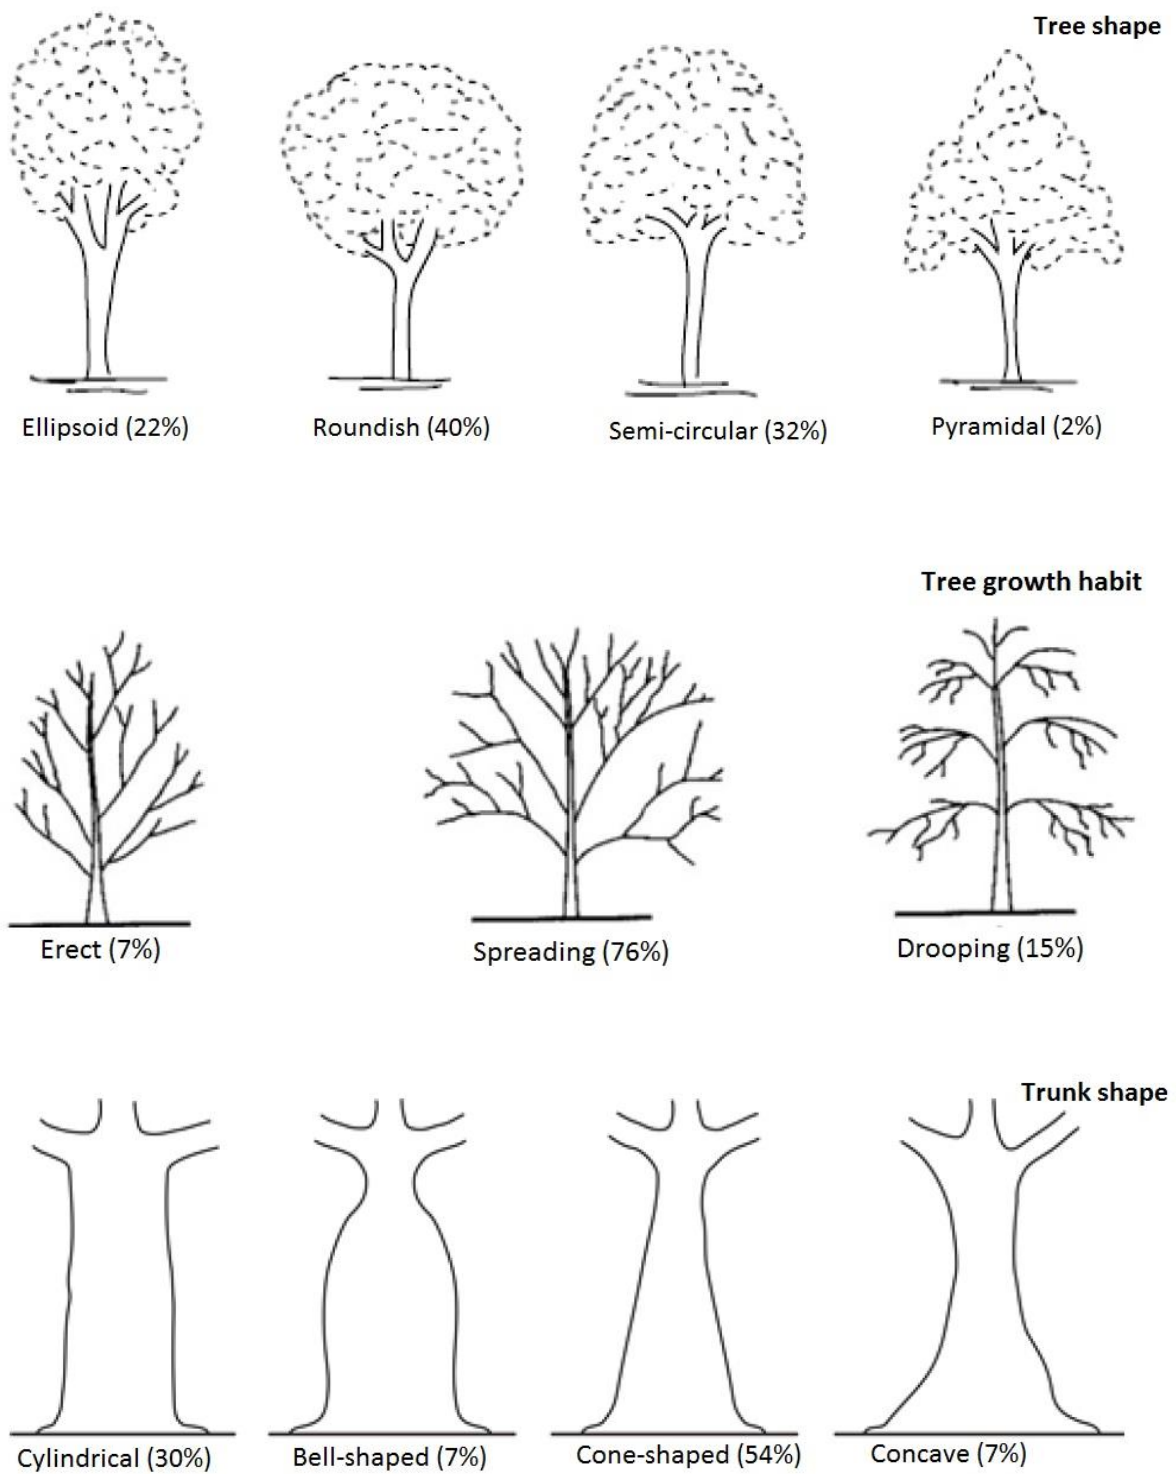 Tree shape
Ellipsoid (22%)
Roundish (40%)
Semi-circular (32%)
Pyramidal (2%)
Tree growth habit
Erect (7%)
Spreading (76%)
Drooping (15%)
Trunk shape
Cylindrical (30%)
Bell-shaped (7%)
Cone-shaped (54%)
Concave (7%)